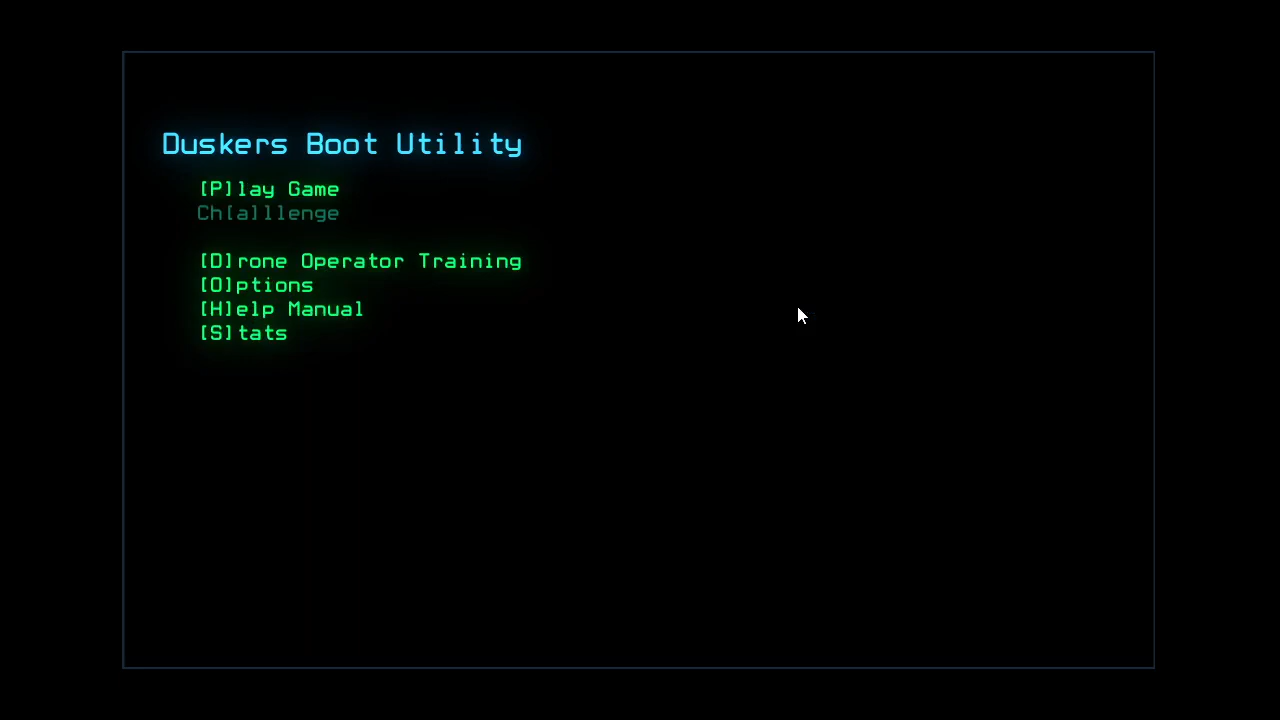 Duskers Boot Utility
[P]lay Game
Ch[a]llenge
[D]rone Operator Training
[O]ptions
[H]elp Manual
[S]tats